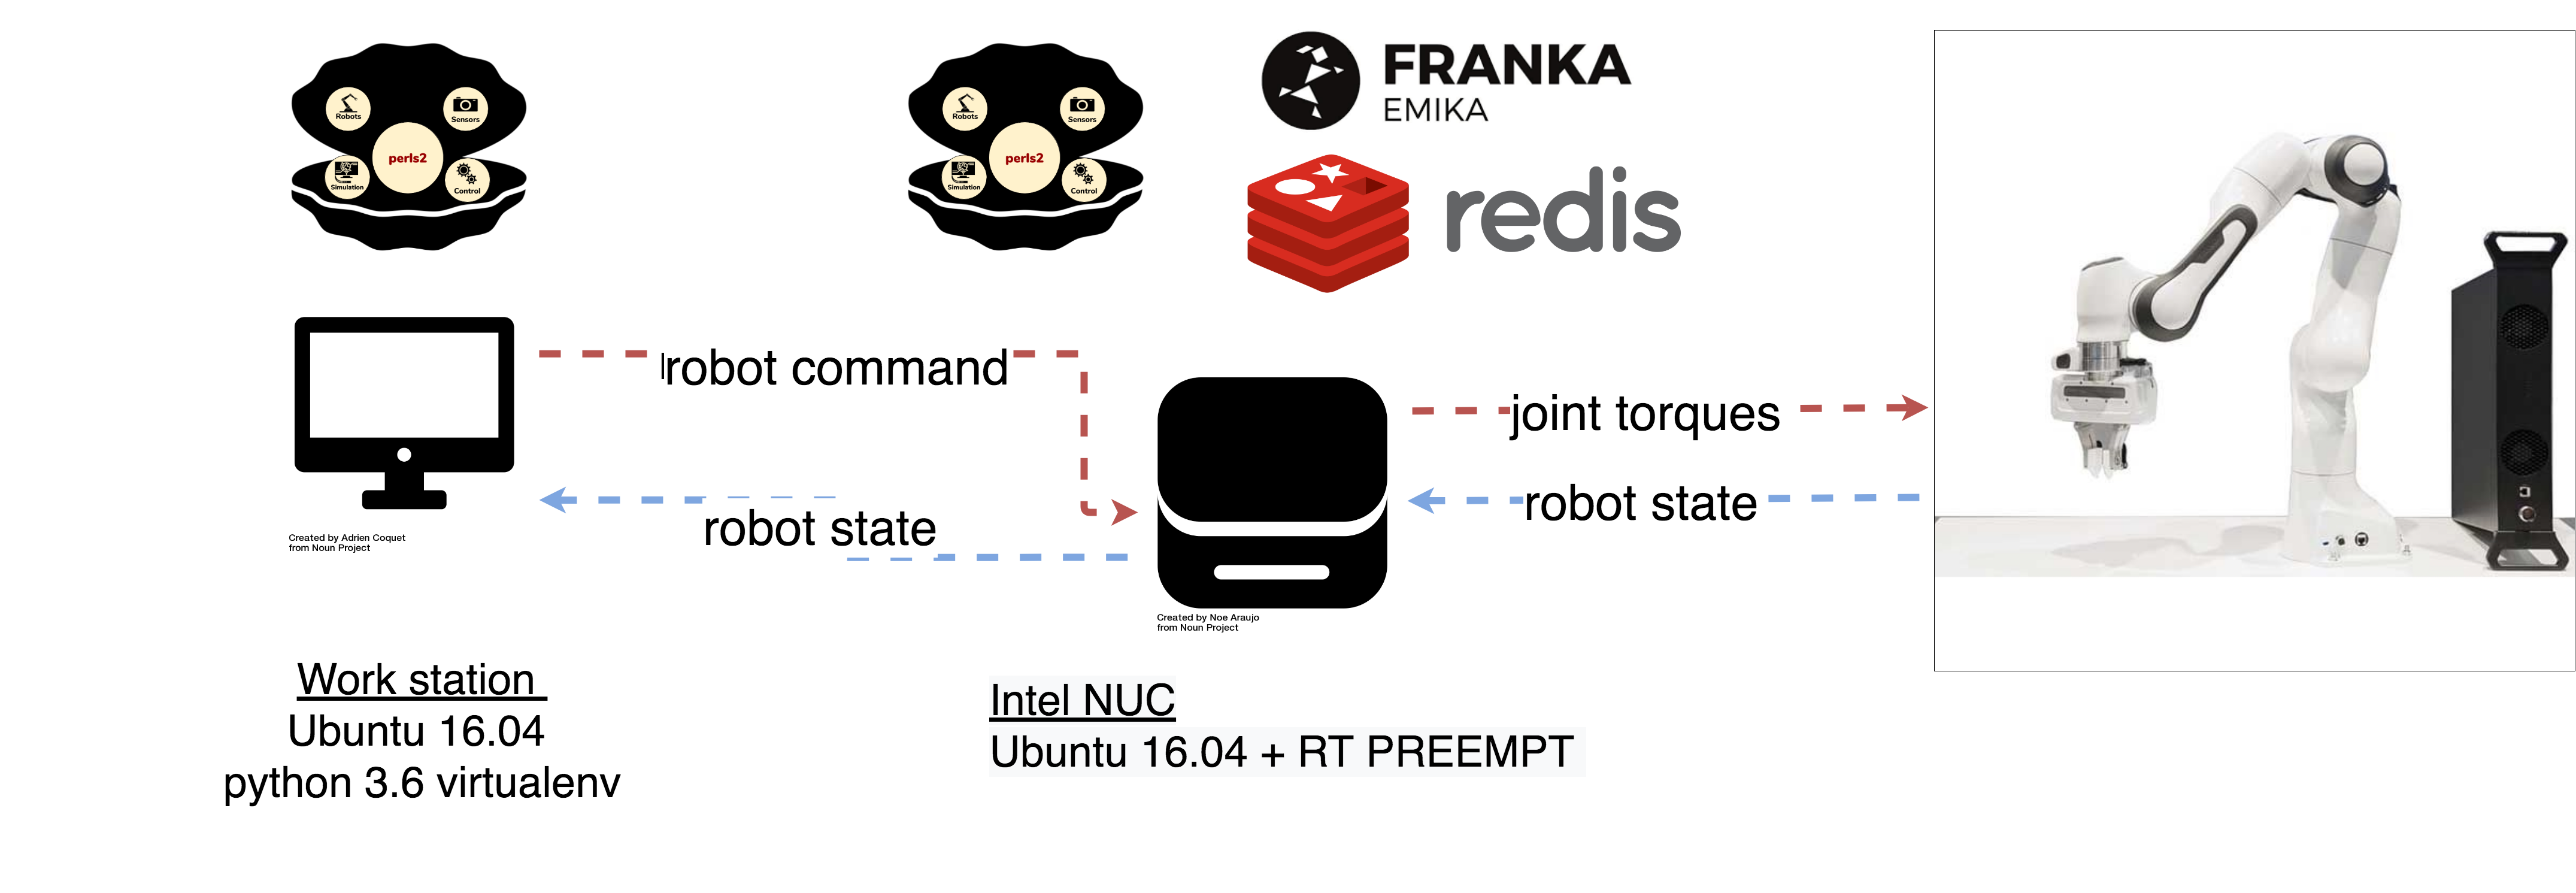 Robots
Sensors
perls2
Simulation
Control
Robots
Sensors
perls2
Simulation
Control
FRANKA
EMIKA
redis
robot command
joint torques
robot state
robot state
Created by Adrien Coquet
from Noun Project
Created by Noe Araujo
from Noun Project
Work station
Ubuntu 16.04
python 3.6 virtualenv
Intel NUC
Ubuntu 16.04 + RT PREEMPT